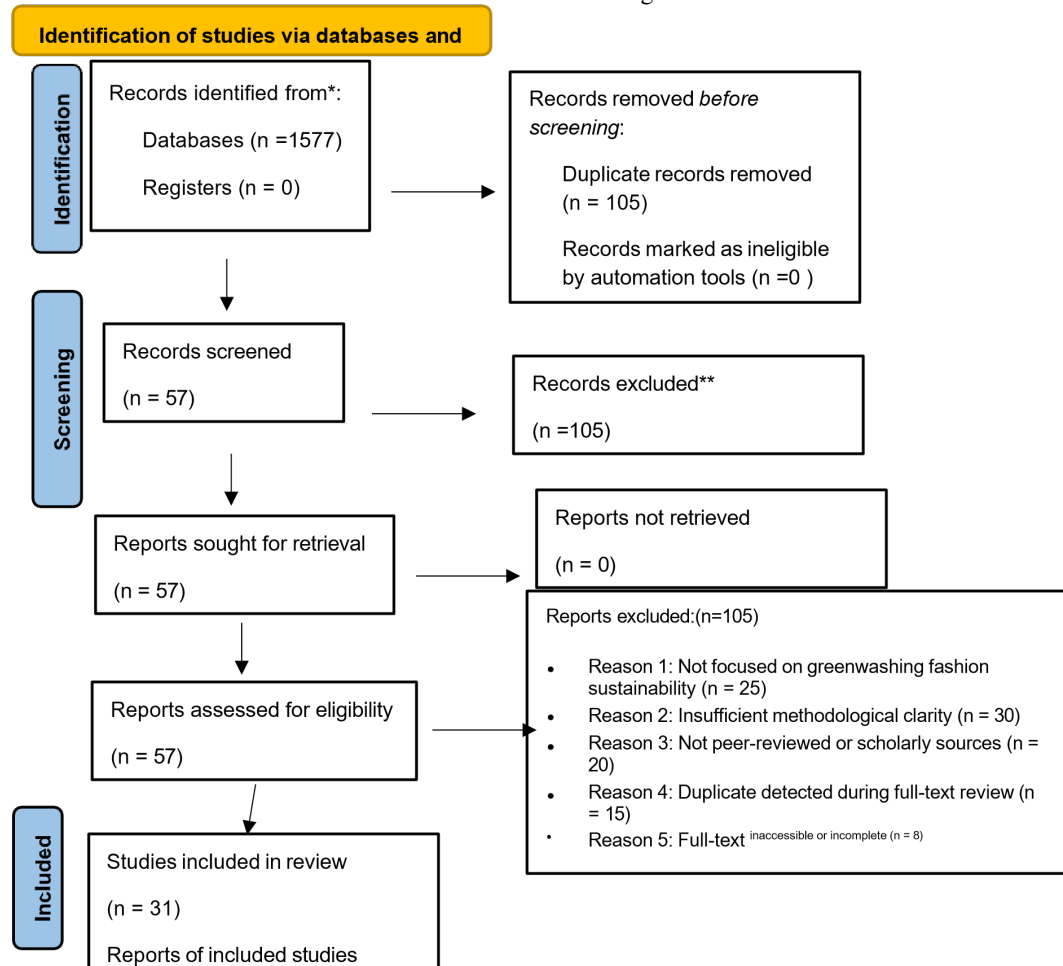 Identification of studies via databases and
Identification
Records identified from*:
Databases (n =1577)
Registers (n = 0)
Records removed before
screening:
Duplicate records removed
(n = 105)
Records marked as ineligible
by automation tools (n =0 )
Screening
Records screened
(n = 57)
Records excluded**
(n =105)
Reports sought for retrieval
(n = 57)
Reports not retrieved
(n = 0)
Reports assessed for eligibility
(n = 57)
Reports excluded:(n=105)
• Reason 1: Not focused on greenwashing fashion
sustainability (n = 25)
• Reason 2: Insufficient methodological clarity (n = 30)
• Reason 3: Not peer-reviewed or scholarly sources (n =
20)
• Reason 4: Duplicate detected during full-text review (n
= 15)
• Reason 5: Full-text inaccessible or incomplete (n = 8)
Included
Studies included in review
(n = 31)
Reports of included studies